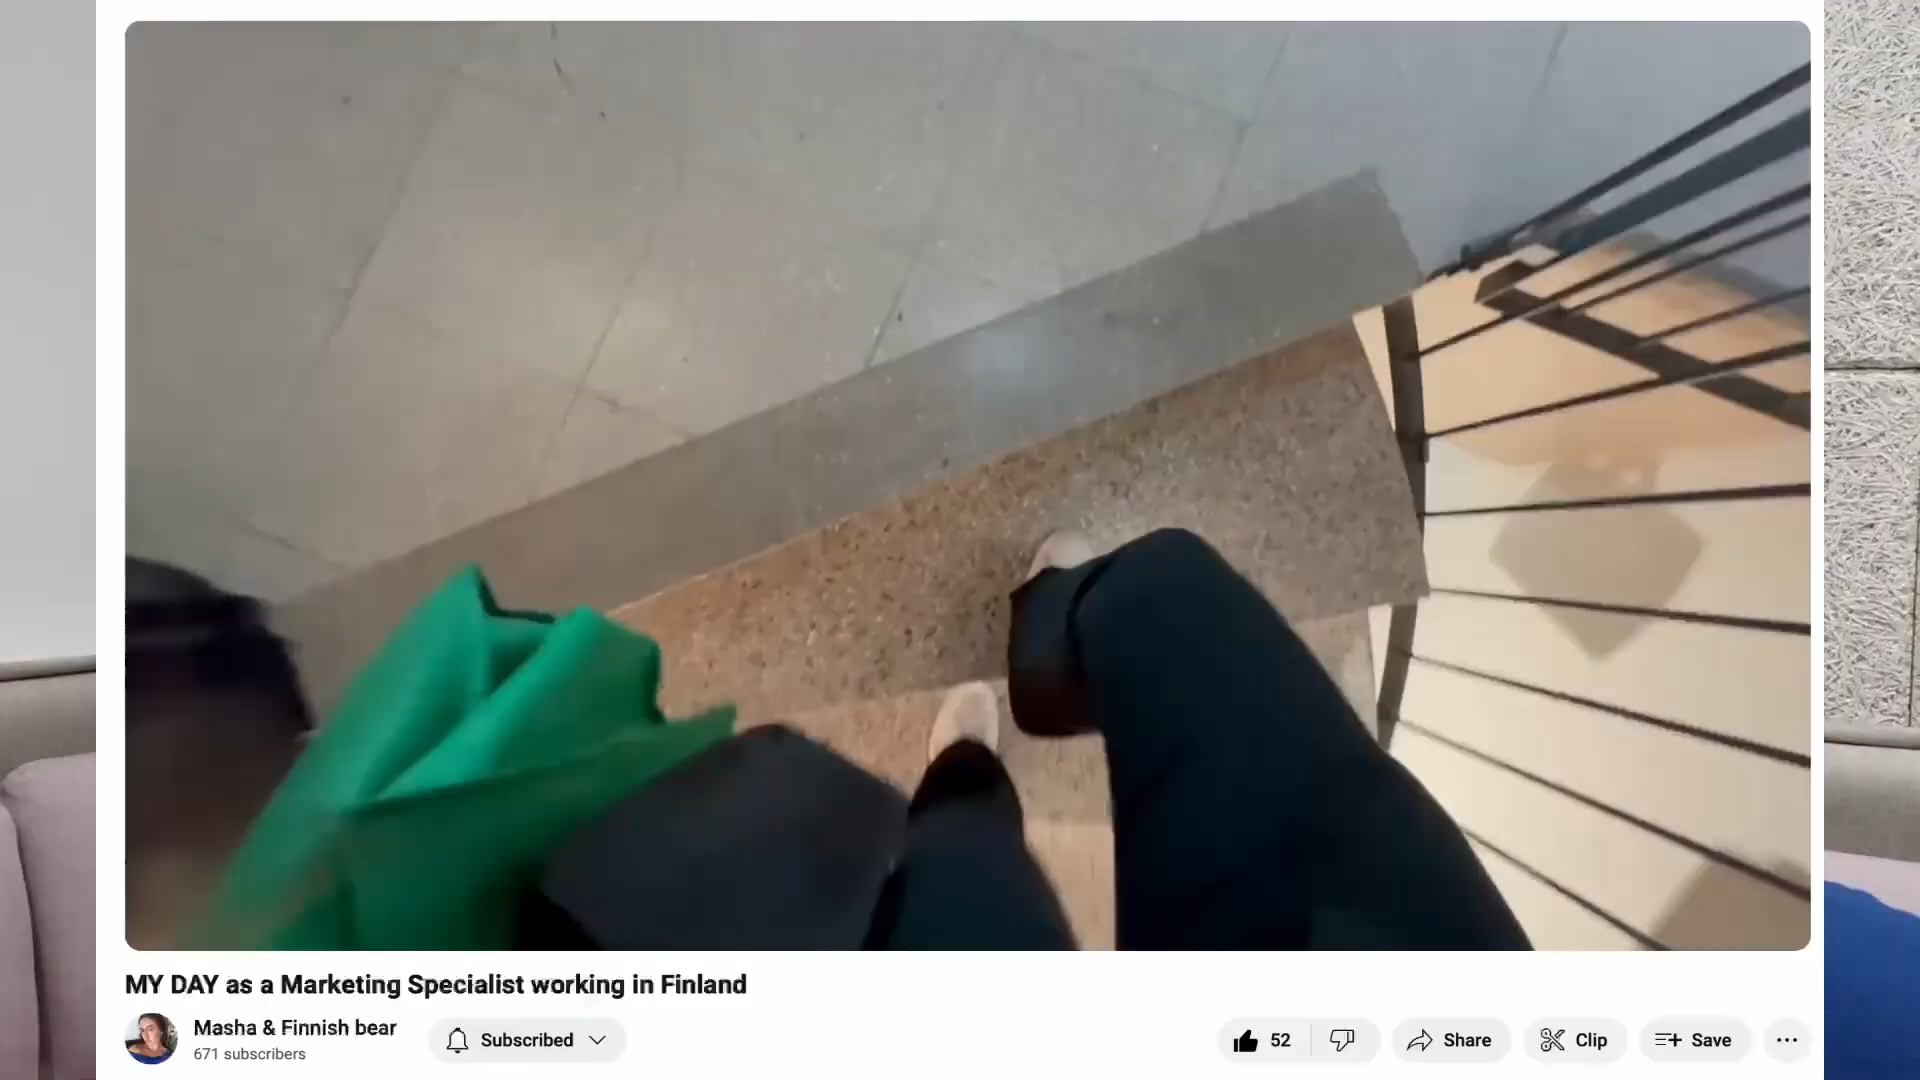 MY DAY as a Marketing Specialist working in Finland
Masha & Finnish bear
671 subscribers
Subscribed
52
Share
Clip
Save